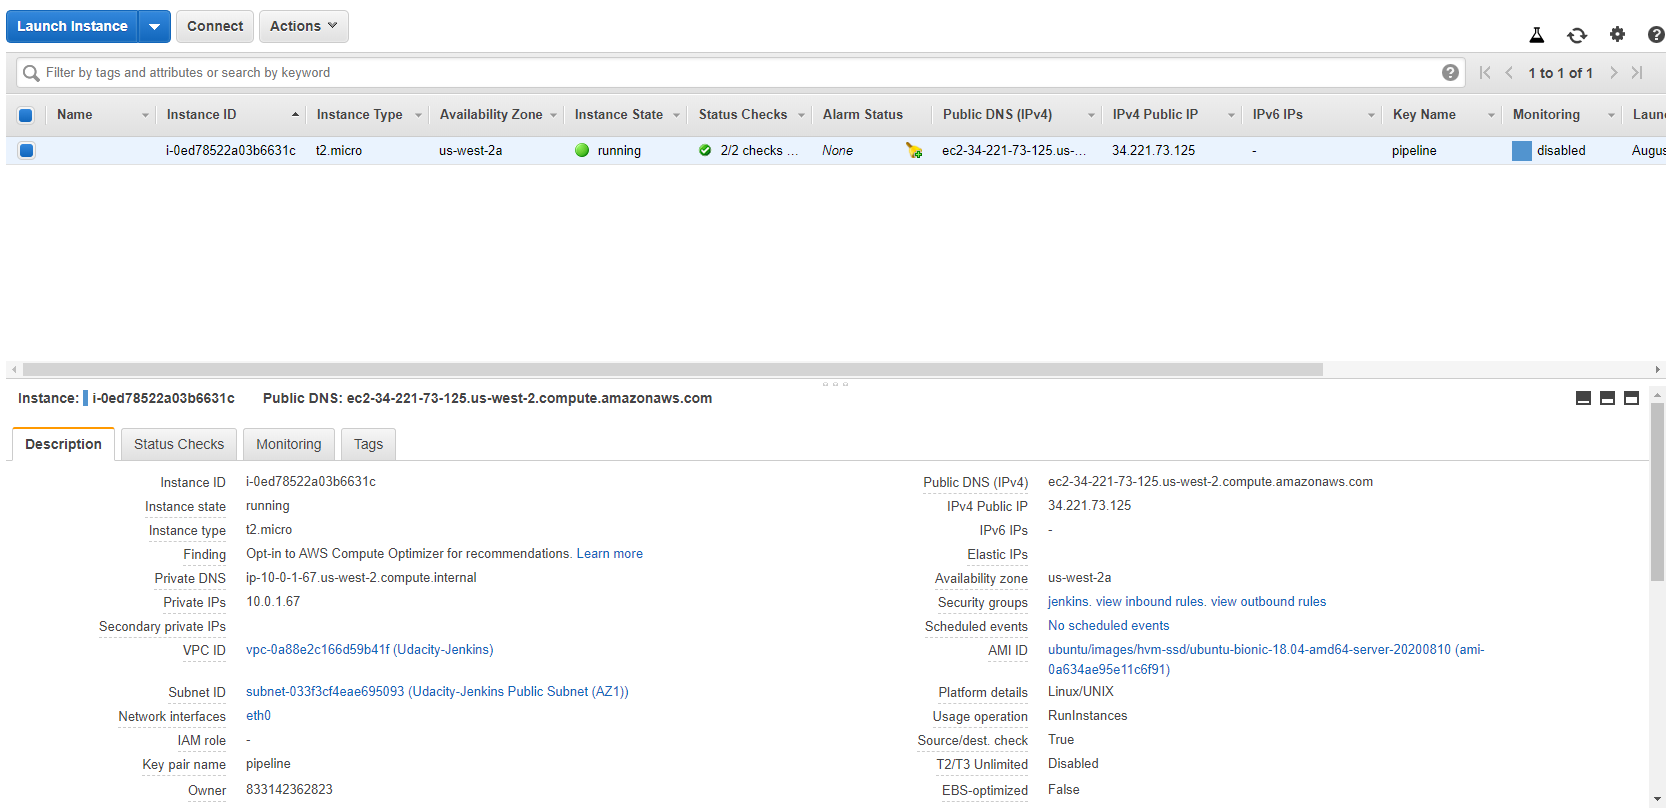 Launch Instance Connect Actions
Filter by tags and attributes or search by keyword 1 to 1 of 1
Name Instance ID Instance Type Availability Zone Instance State Status Checks Alarm Status Public DNS (IPv4) IPv4 Public IP IPv6 IPs Key Name Monitoring Launc
i-0ed78522a03b6631c t2.micro us-west-2a running 2/2 checks ... None ec2-34-221-73-125.us-... 34.221.73.125 - pipeline disabled Augus
Instance: i-0ed78522a03b6631c Public DNS: ec2-34-221-73-125.us-west-2.compute.amazonaws.com
Description Status Checks Monitoring Tags
Instance ID i-0ed78522a03b6631c Public DNS (IPv4) ec2-34-221-73-125.us-west-2.compute.amazonaws.com
Instance state running IPv4 Public IP 34.221.73.125
Instance type t2.micro IPv6 IPs -
Finding Opt-in to AWS Compute Optimizer for recommendations. Learn more Elastic IPs
Private DNS ip-10-0-1-67.us-west-2.compute.internal Availability zone us-west-2a
Private IPs 10.0.1.67 Security groups jenkins. view inbound rules. view outbound rules
Secondary private IPs Scheduled events No scheduled events
VPC ID vpc-0a88e2c166d59b41f (Udacity-Jenkins) AMI ID ubuntu/images/hvm-ssd/ubuntu-bionic-18.04-amd64-server-20200810 (ami-
0a634ae95e11c6f91)
Subnet ID subnet-033f3cf4eae695093 (Udacity-Jenkins Public Subnet (AZ1)) Platform details Linux/UNIX
Network interfaces eth0 Usage operation RunInstances
IAM role - Source/dest. check True
Key pair name pipeline T2/T3 Unlimited Disabled
Owner 833142362823 EBS-optimized False